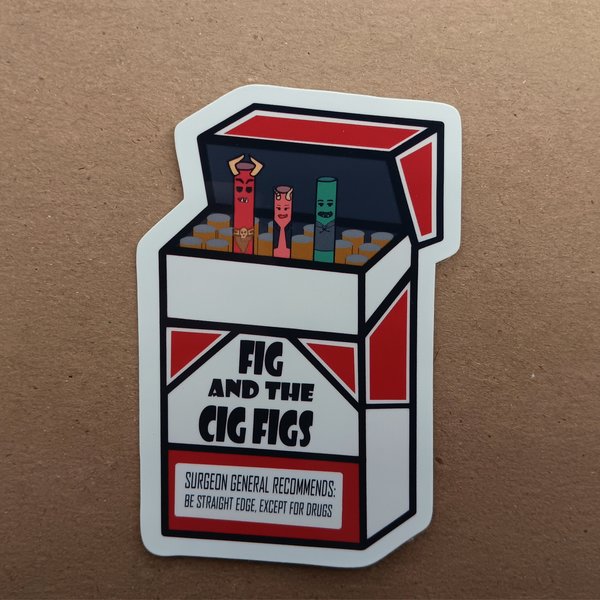 FIG
AND THE
CIG FIGS
SURGEON GENERAL RECOMMENDS:
BE STRAIGHT EDGE, EXCEPT FOR DRUGS